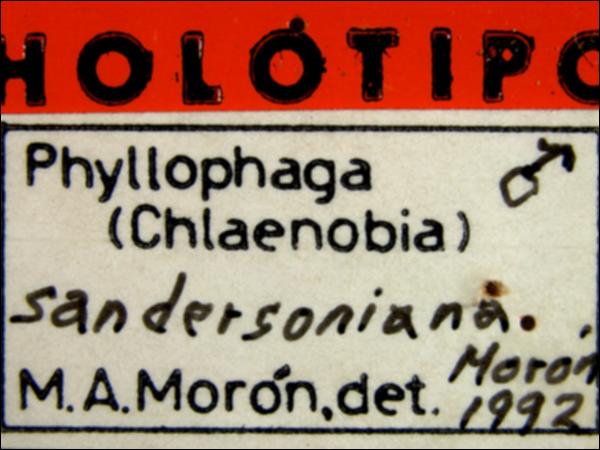 HOLÓTIPO
Phyllophaga ♂
(Chlaenobia)
sandersoniana.
Morón
M.A.Morón,det. 1992